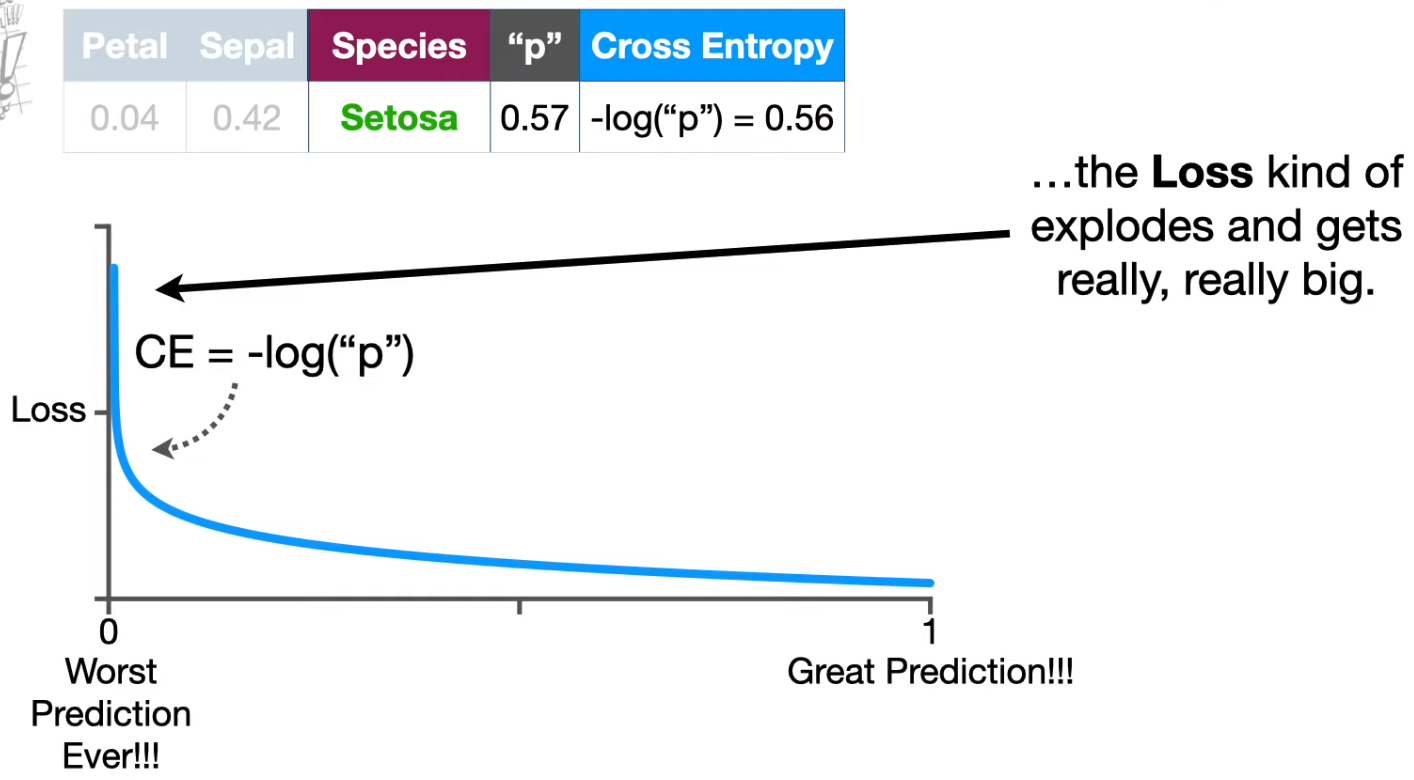 Petal Sepal Species “p” Cross Entropy
0.04 0.42 Setosa 0.57 -log(“p”) = 0.56
…the Loss kind of
explodes and gets
really, really big.
CE = -log(“p”)
Loss
0
Worst
Prediction
Ever!!!
1
Great Prediction!!!